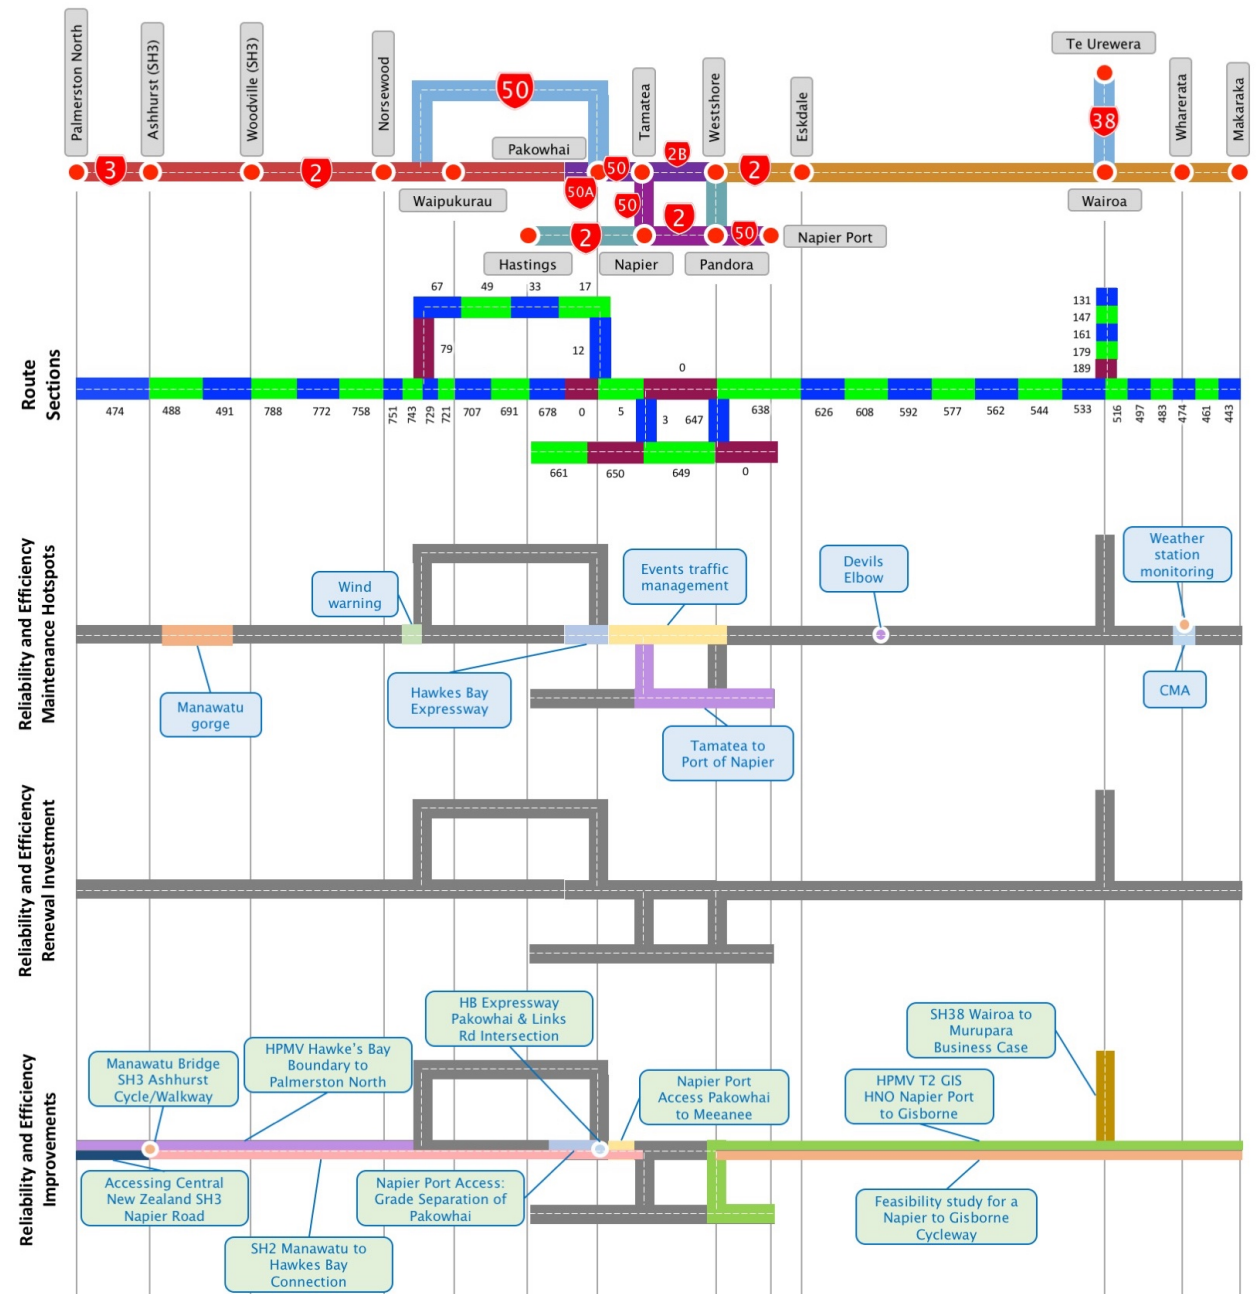 Palmerston North
Ashhurst (SH3)
Woodville (SH3)
Norsewood
Tamatea
Westshore
Eskdale
Te Urewera
Wharerata
Makaraka
50
38
Pakowhai
3
2
50
2B
2
50A
Waipukurau
50
2
Wairoa
2
50
Napier Port
Hastings
Napier
Pandora
Route
Sections
67
49
33
17
79
12
0
131
147
161
179
189
474
488
491
788
772
758
751
743
729
721
707
691
678
0
5
3
647
638
626
608
592
577
562
544
533
516
497
483
474
461
443
661
650
649
0
Reliability and Efficiency
Maintenance Hotspots
Wind
warning
Events traffic
management
Devils
Elbow
Weather
station
monitoring
Manawatu
gorge
Hawkes Bay
Expressway
Tamatea to
Port of Napier
CMA
Reliability and Efficiency
Renewal Investment
Reliability and Efficiency
Improvements
Manawatu Bridge
SH3 Ashhurst
Cycle/Walkway
HPMV Hawke's Bay
Boundary to
Palmerston North
HB Expressway
Pakowhai & Links
Rd Intersection
Napier Port
Access Pakowhai
to Meeanee
HPMV T2 GIS
HNO Napier Port
to Gisborne
SH38 Wairoa to
Murupara
Business Case
Accessing Central
New Zealand SH3
Napier Road
SH2 Manawatu to
Hawkes Bay
Connection
Napier Port Access:
Grade Separation of
Pakowhai
Feasibility study for a
Napier to Gisborne
Cycleway